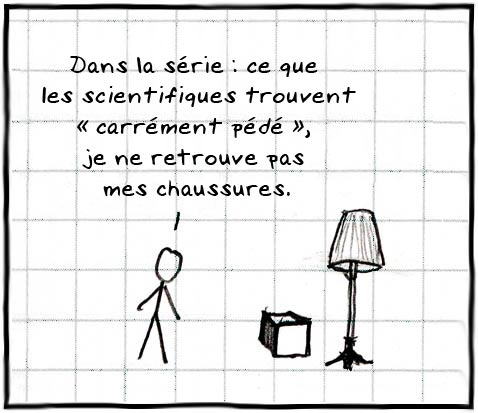 Dans la série : ce que
les scientifiques trouvent
« carrément pédé »,
je ne retrouve pas
mes chaussures.